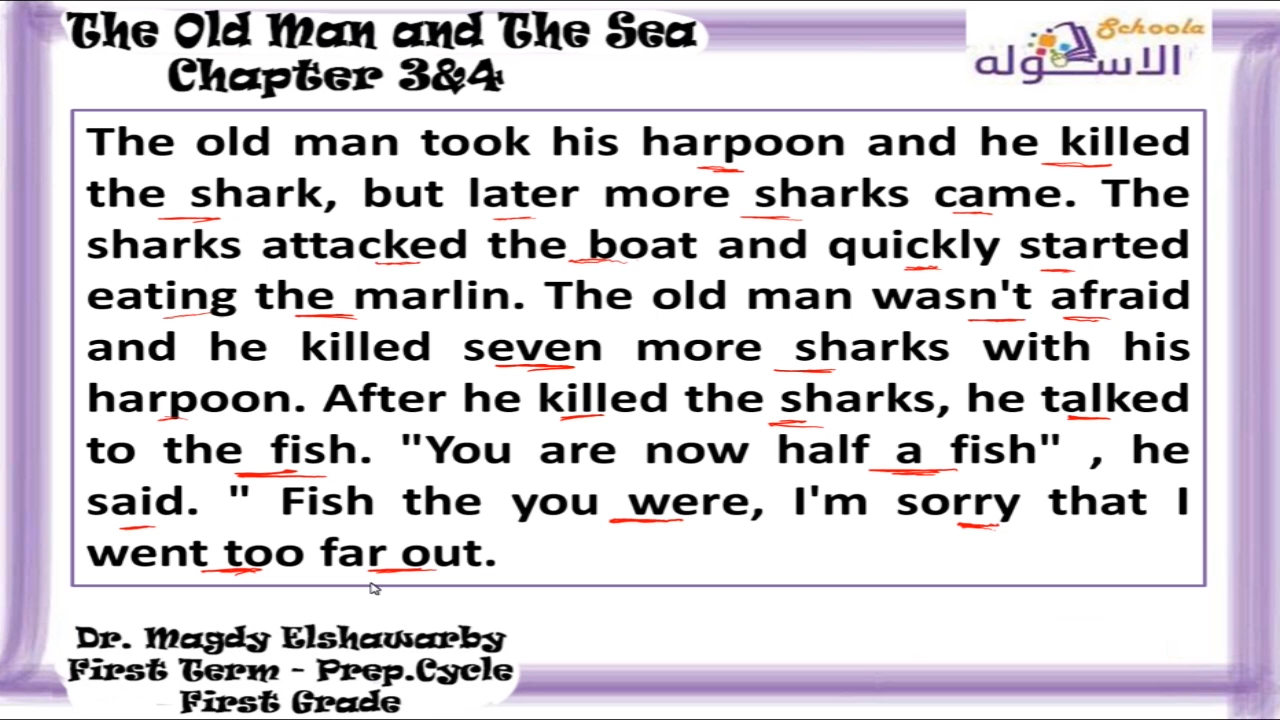 The Old Man and The Sea
Chapter 3&4
Schoola
الاسكوله
The old man took his harpoon and he killed
the shark, but later more sharks came. The
sharks attacked the boat and quickly started
eating the marlin. The old man wasn't afraid
and he killed seven more sharks with his
harpoon. After he killed the sharks, he talked
to the fish. "You are now half a fish" , he
said. " Fish the you were, I'm sorry that I
went too far out.
Dr. Magdy Elshawarby
First Term - Prep.Cycle
First Grade